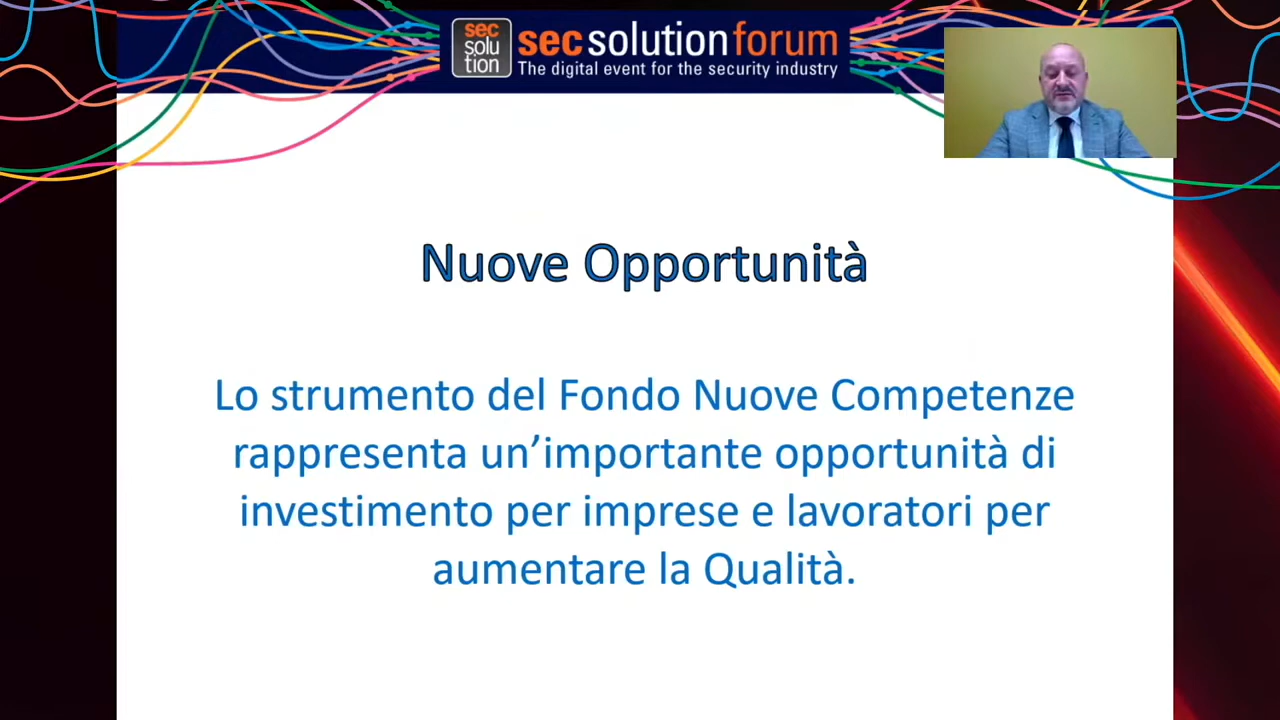 sec
solu
tion
secsolutionforum
The digital event for the security industry
Nuove Opportunità
Lo strumento del Fondo Nuove Competenze
rappresenta un’importante opportunità di
investimento per imprese e lavoratori per
aumentare la Qualità.